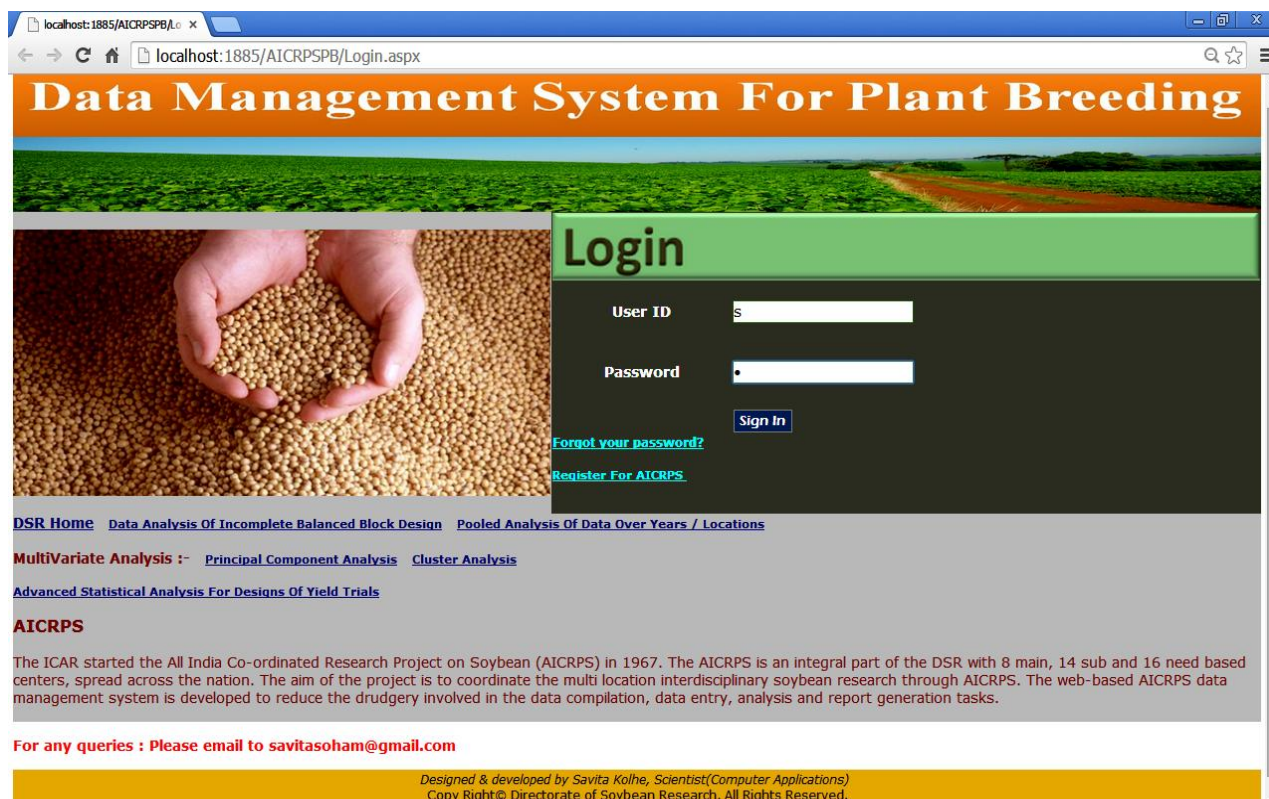 localhost:1885/AICRPSPB/Lo
localhost:1885/AICRPSPB/Login.aspx
Data Management System For Plant Breeding
Login
User ID s
Password •
Sign In
Forgot your password?
Register For AICRPS
DSR Home Data Analysis Of Incomplete Balanced Block Design Pooled Analysis Of Data Over Years / Locations
MultiVariate Analysis :- Principal Component Analysis Cluster Analysis
Advanced Statistical Analysis For Designs Of Yield Trials
AICRPS
The ICAR started the All India Co-ordinated Research Project on Soybean (AICRPS) in 1967. The AICRPS is an integral part of the DSR with 8 main, 14 sub and 16 need based
centers, spread across the nation. The aim of the project is to coordinate the multi location interdisciplinary soybean research through AICRPS. The web-based AICRPS data
management system is developed to reduce the drudgery involved in the data compilation, data entry, analysis and report generation tasks.
For any queries : Please email to savitasoham@gmail.com
Designed & developed by Savita Kolhe, Scientist(Computer Applications)
Copy Right© Directorate of Soybean Research. All Rights Reserved.